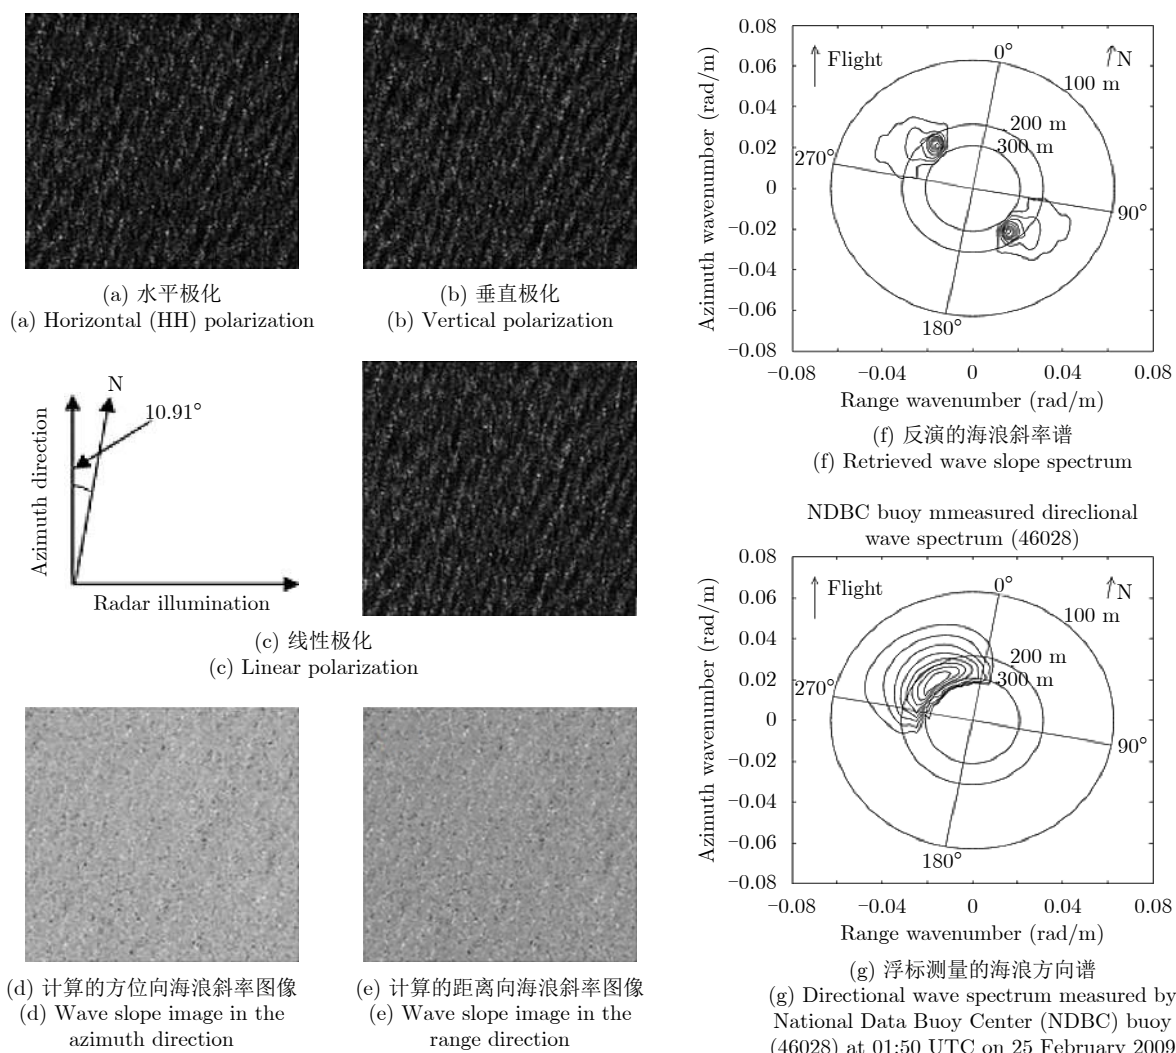 (a) 水平极化
(a) Horizontal (HH) polarization
(b) 垂直极化
(b) Vertical polarization
Azimuth direction
N
10.91°
Radar illumination
(c) 线性极化
(c) Linear polarization
(d) 计算的方位向海浪斜率图像
(d) Wave slope image in the
azimuth direction
(e) 计算的距离向海浪斜率图像
(e) Wave slope image in the
range direction
0.08
0.06
0.04
0.02
0
−0.02
−0.04
−0.06
−0.08
Azimuth wavenumber (rad/m)
Flight
N
0°
100 m
200 m
300 m
270°
90°
180°
−0.08
−0.04
0
0.04
0.08
Range wavenumber (rad/m)
(f) 反演的海浪斜率谱
(f) Retrieved wave slope spectrum
NDBC buoy mmeasured direclional
wave spectrum (46028)
0.08
0.06
0.04
0.02
0
−0.02
−0.04
−0.06
−0.08
Azimuth wavenumber (rad/m)
Flight
N
0°
100 m
200 m
300 m
270°
90°
180°
−0.08
−0.04
0
0.04
0.08
Range wavenumber (rad/m)
(g) 浮标测量的海浪方向谱
(g) Directional wave spectrum measured by
National Data Buoy Center (NDBC) buoy
(46028) at 01:50 UTC on 25 February 2009